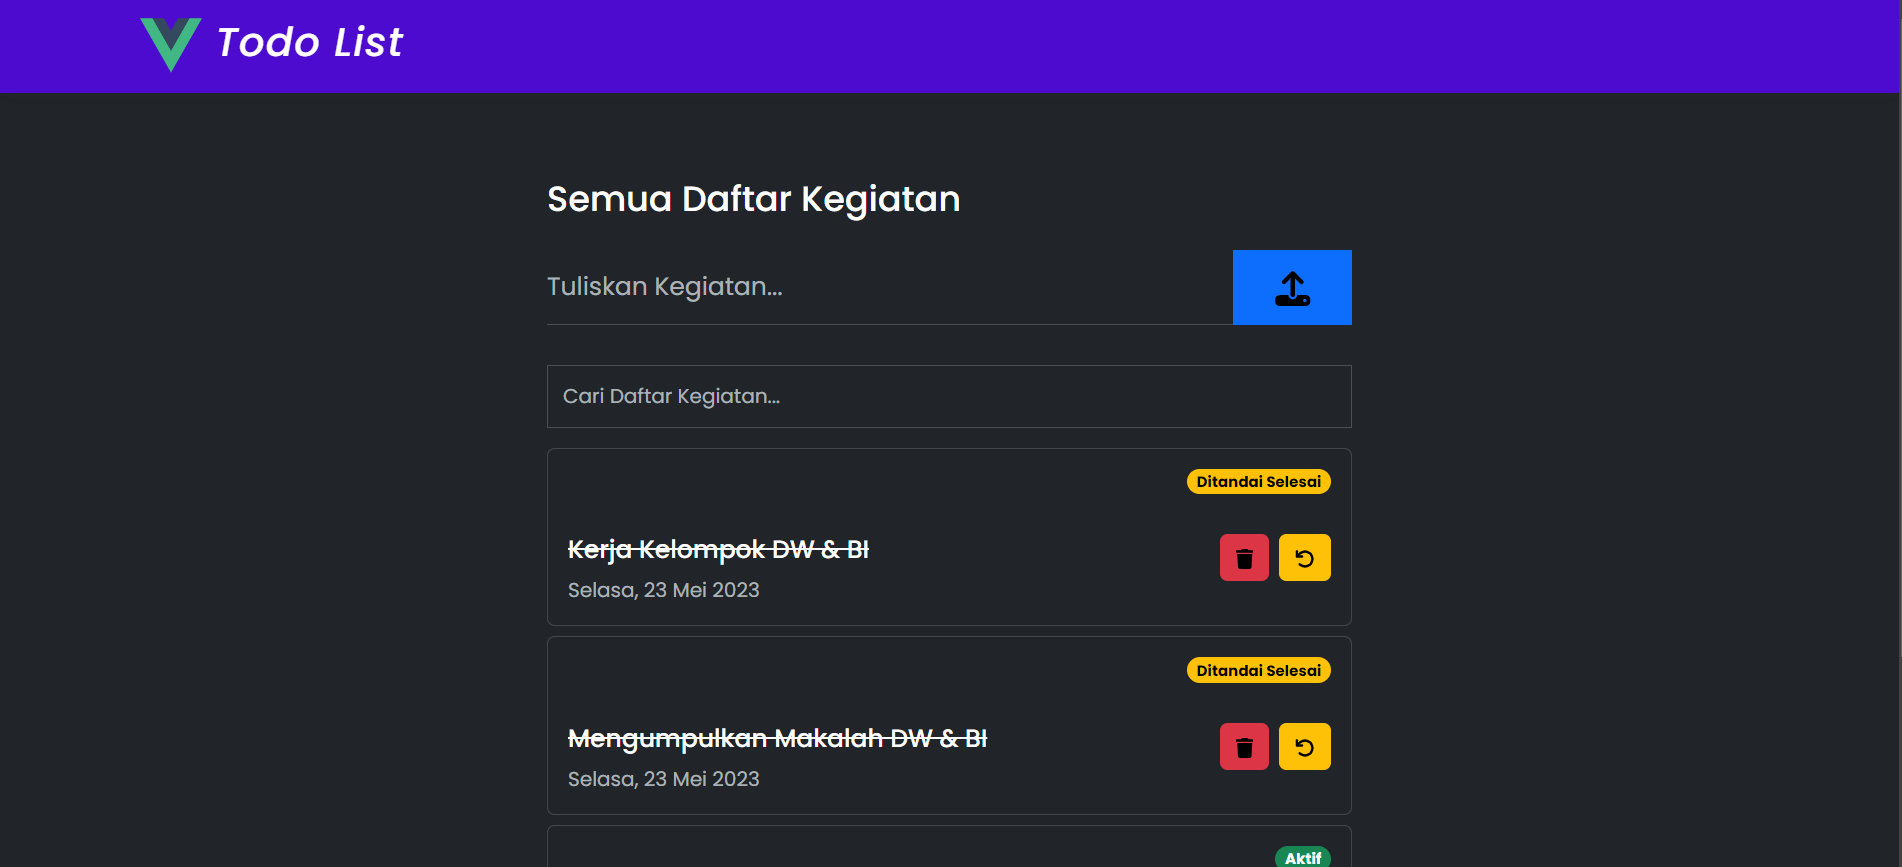 Todo List
Semua Daftar Kegiatan
Tuliskan Kegiatan...
Cari Daftar Kegiatan...
Ditandai Selesai
Kerja Kelompok DW & BI
Selasa, 23 Mei 2023
Ditandai Selesai
Mengumpulkan Makalah DW & BI
Selasa, 23 Mei 2023
Aktif